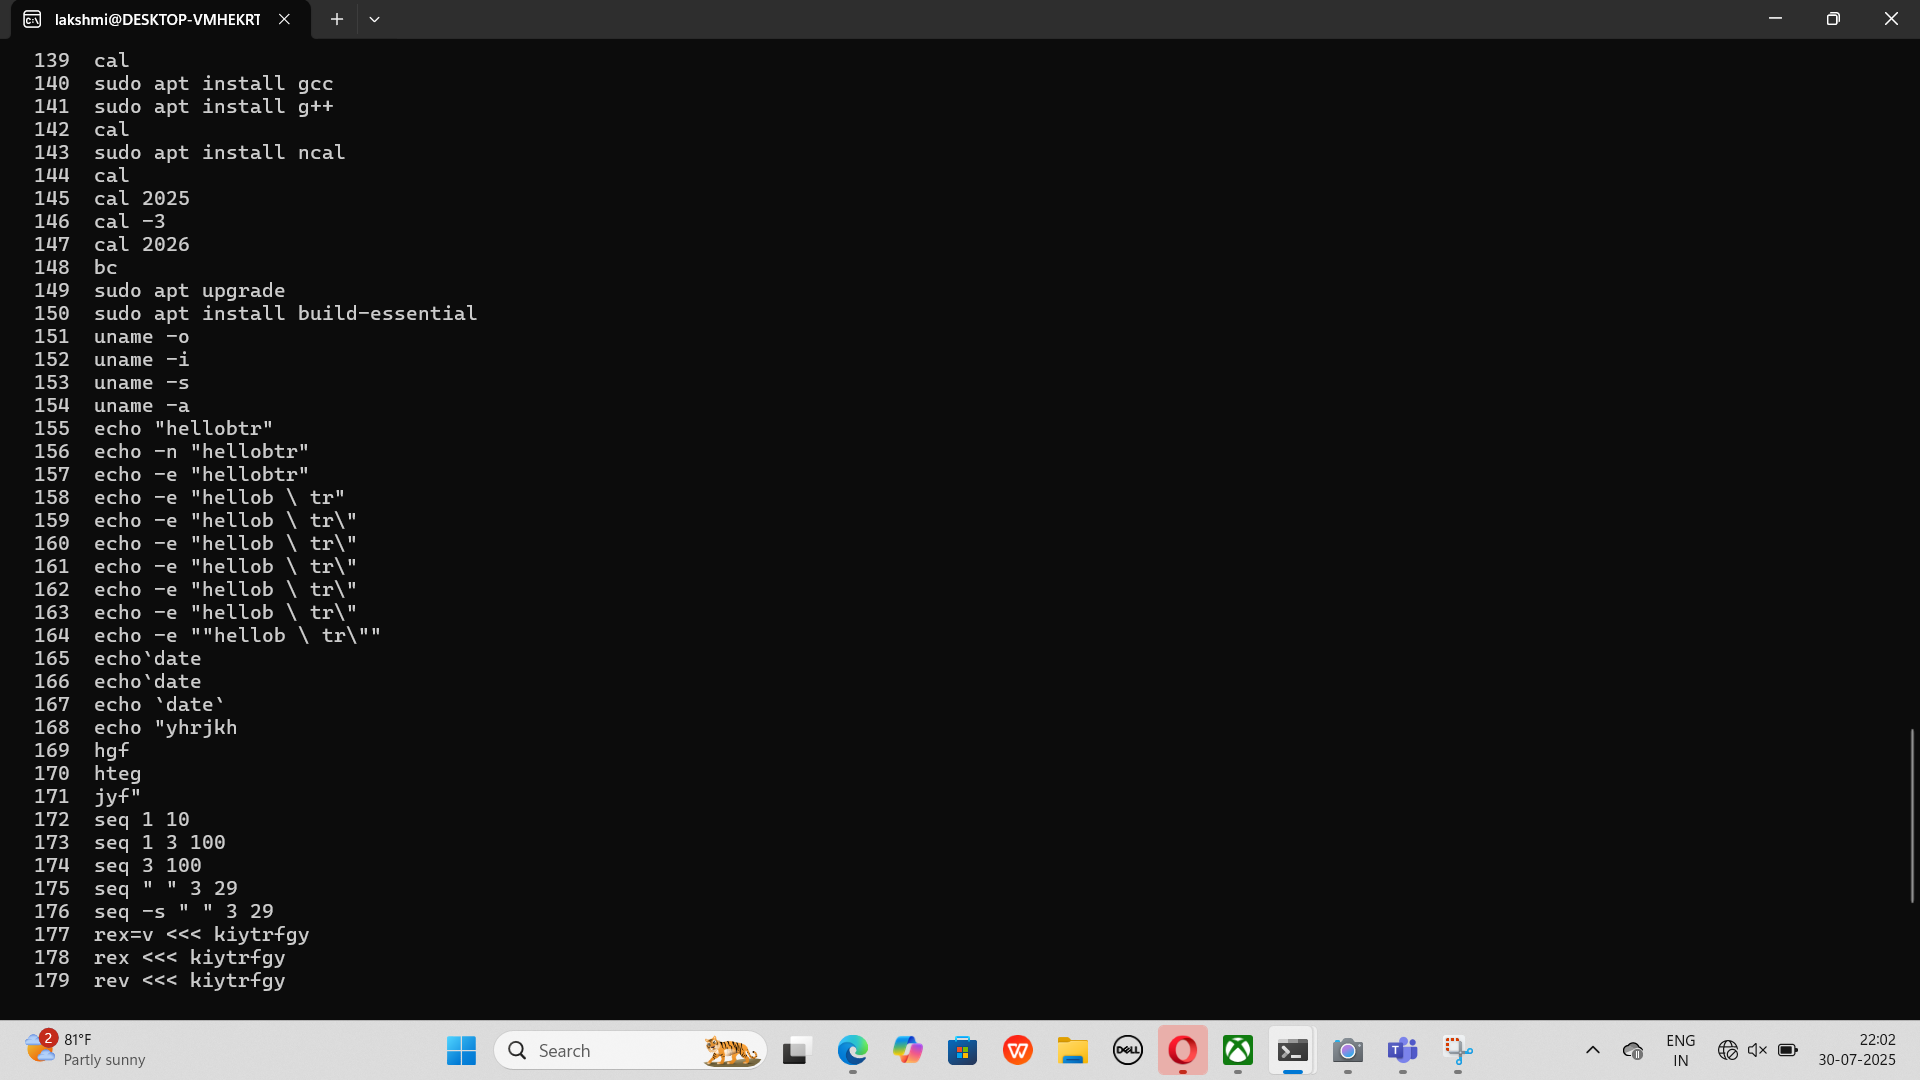 lakshmi@DESKTOP-VMHEKRT
139 cal
140 sudo apt install gcc
141 sudo apt install g++
142 cal
143 sudo apt install ncal
144 cal
145 cal 2025
146 cal -3
147 cal 2026
148 bc
149 sudo apt upgrade
150 sudo apt install build-essential
151 uname -o
152 uname -i
153 uname -s
154 uname -a
155 echo "hellobtr"
156 echo -n "hellobtr"
157 echo -e "hellobtr"
158 echo -e "hellob \ tr"
159 echo -e "hellob \ tr\"
160 echo -e "hellob \ tr\"
161 echo -e "hellob \ tr\"
162 echo -e "hellob \ tr\"
163 echo -e "hellob \ tr\"
164 echo -e ""hellob \ tr\""
165 echo`date
166 echo`date
167 echo `date`
168 echo "yhrjkh
169 hgf
170 hteg
171 jyf"
172 seq 1 10
173 seq 1 3 100
174 seq 3 100
175 seq " " 3 29
176 seq -s " " 3 29
177 rex=v <<< kiytrfgy
178 rex <<< kiytrfgy
179 rev <<< kiytrfgy
2
81°F
Partly sunny
Search
DELL
ENG
IN
22:02
30-07-2025